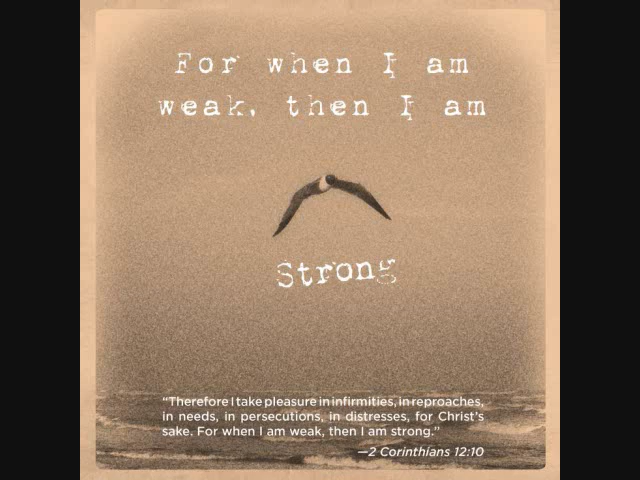 For when I am
weak, then I am
Strong
“Therefore I take pleasure in infirmities, in reproaches,
in needs, in persecutions, in distresses, for Christ’s
sake. For when I am weak, then I am strong.”
—2 Corinthians 12:10